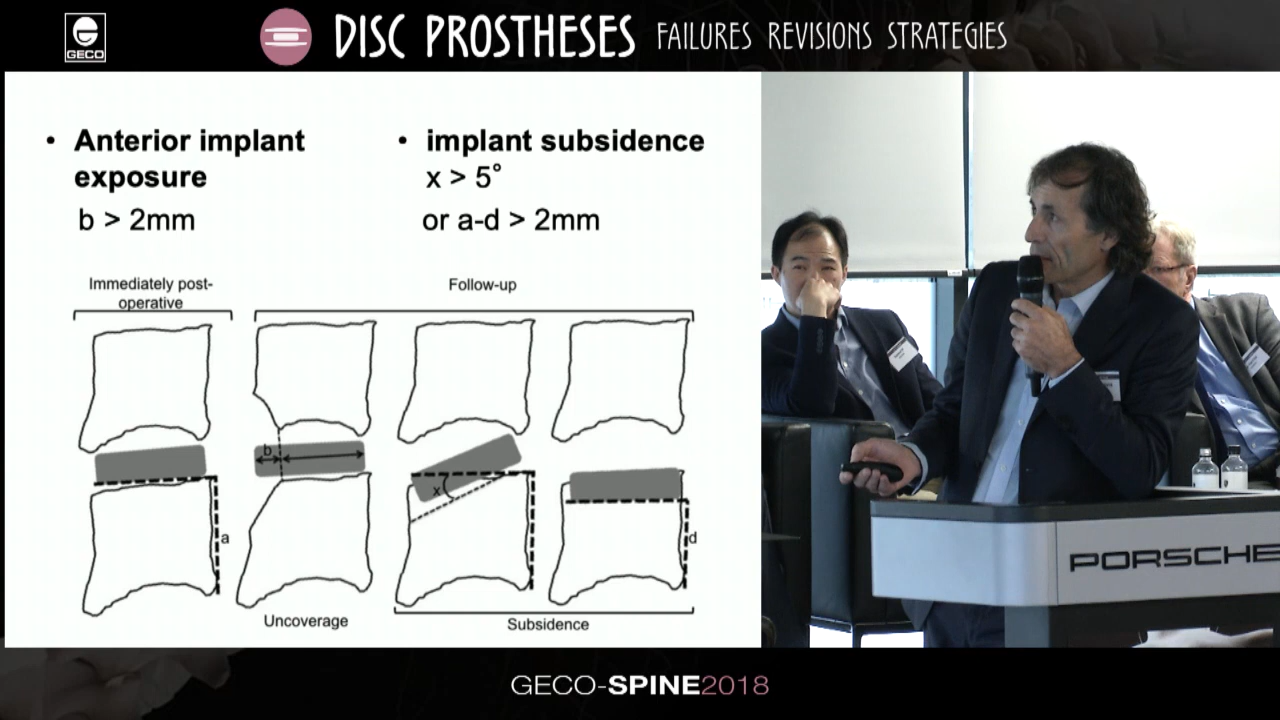 GECO
DISC PROSTHESES FAILURES REVISIONS STRATEGIES
• Anterior implant
exposure
b > 2mm
• implant subsidence
x > 5°
or a-d > 2mm
Immediately post-
operative
Follow-up
b
x
a
d
Uncoverage
Subsidence
PORSCHE
GECO-SPINE2018